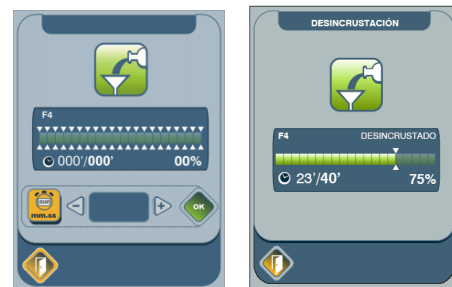 F4
000'/000' 00%
mm.ss
OK
DESINCRUSTACIÓN
F4 DESINCRUSTADO
23'/40' 75%